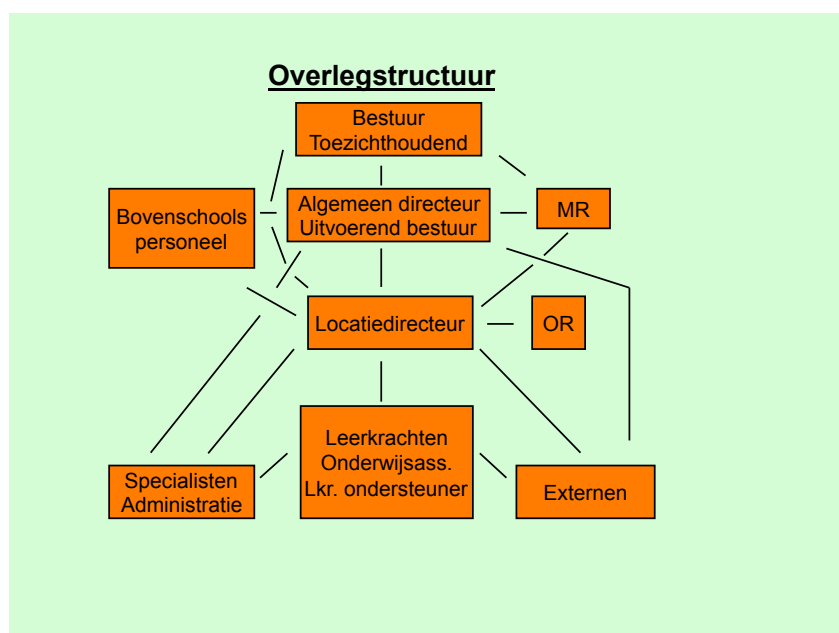 Overlegstructuur
Bestuur
Toezichthoudend
Bovenschools
personeel
Algemeen directeur
Uitvoerend bestuur
MR
Locatiedirecteur
OR
Leerkrachten
Onderwijsass.
Lkr. ondersteuner
Specialisten
Administratie
Externen